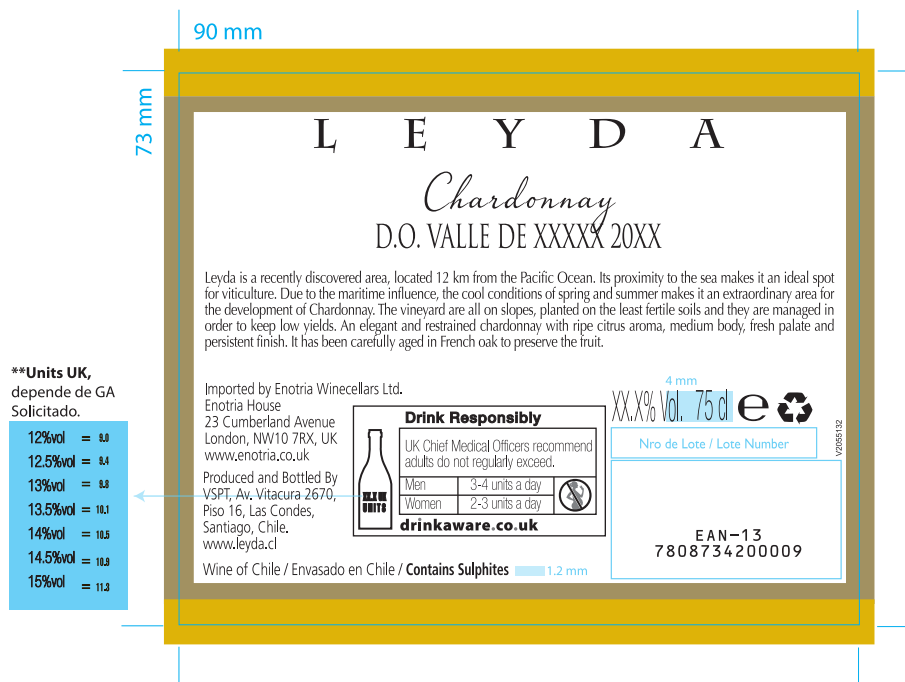 90 mm
73 mm
LEYDA
Chardonnay
D.O. VALLE DE XXXXX 20XX
Leyda is a recently discovered area, located 12 km from the Pacific Ocean. Its proximity to the sea makes it an ideal spot
for viticulture. Due to the maritime influence, the cool conditions of spring and summer makes it an extraordinary area for
the development of Chardonnay. The vineyard are all on slopes, planted on the least fertile soils and they are managed in
order to keep low yields. An elegant and restrained chardonnay with ripe citrus aroma, medium body, fresh palate and
persistent finish. It has been carefully aged in French oak to preserve the fruit.
**Units UK,
depende de GA
Solicitado.
12%vol = 9.0
12.5%vol = 9.4
13%vol = 9.8
13.5%vol = 10.1
14%vol = 10.5
14.5%vol = 10.9
15%vol = 11.3
Imported by Enotria Winecellars Ltd.
Enotria House
23 Cumberland Avenue
London, NW10 7RX, UK
www.enotria.co.uk
Produced and Bottled By
VSPT, Av. Vitacura 2670,
Piso 16, Las Condes,
Santiago, Chile.
www.leyda.cl
Drink Responsibly
UK Chief Medical Officers recommend
adults do not regularly exceed.
Men 3-4 units a day
Women 2-3 units a day
XX.X UK
UNITS
drinkaware.co.uk
4 mm
XX.X% Vol. 75 cl e
V2055132
Nro de Lote / Lote Number
EAN-13
7808734200009
Wine of Chile / Envasado en Chile / Contains Sulphites
1.2 mm